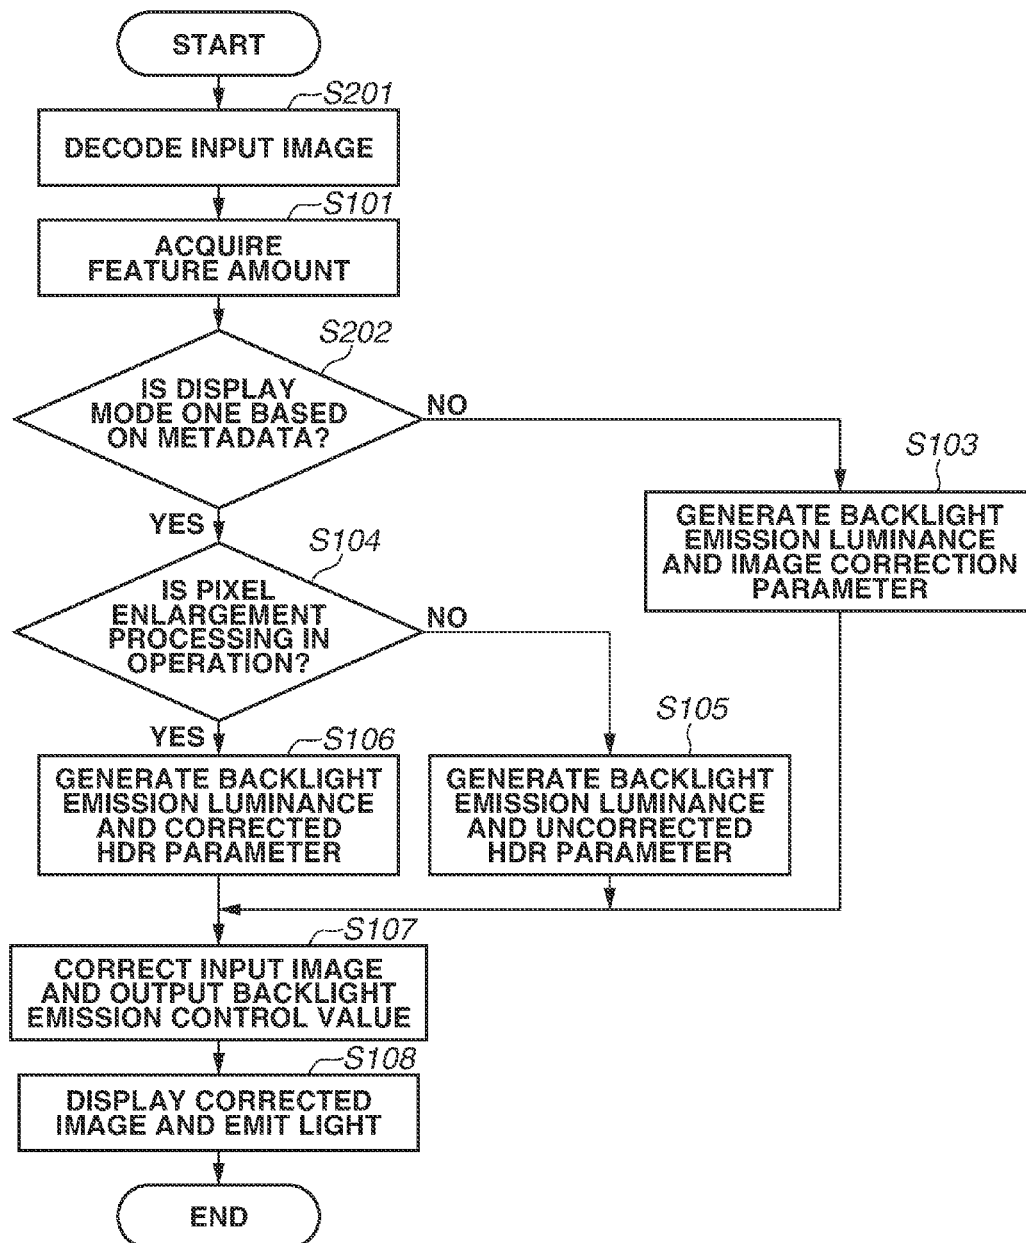 START
S201
DECODE INPUT IMAGE
S101
ACQUIRE
FEATURE AMOUNT
S202
IS DISPLAY
MODE ONE BASED
ON METADATA?
NO
YES
S103
GENERATE BACKLIGHT
EMISSION LUMINANCE
AND IMAGE CORRECTION
PARAMETER
S104
IS PIXEL
ENLARGEMENT
PROCESSING IN
OPERATION?
NO
YES
S106
GENERATE BACKLIGHT
EMISSION LUMINANCE
AND CORRECTED
HDR PARAMETER
S105
GENERATE BACKLIGHT
EMISSION LUMINANCE
AND UNCORRECTED
HDR PARAMETER
S107
CORRECT INPUT IMAGE
AND OUTPUT BACKLIGHT
EMISSION CONTROL VALUE
S108
DISPLAY CORRECTED
IMAGE AND EMIT LIGHT
END